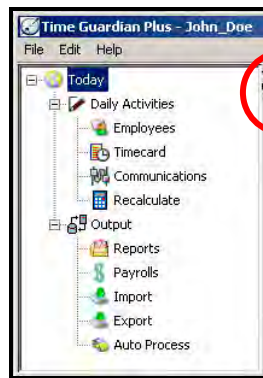 Time Guardian Plus - John_Doe
File Edit Help
Today
Daily Activities
Employees
Timecard
Communications
Recalculate
Output
Reports
Payrolls
Import
Export
Auto Process